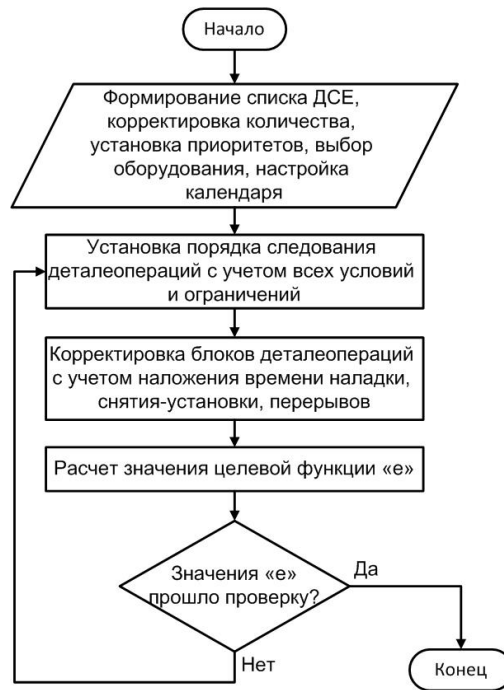 Начало
Формирование списка ДСЕ,
корректировка количества,
установка приоритетов, выбор
оборудования, настройка
календаря
Установка порядка следования
деталеопераций с учетом всех условий
и ограничений
Корректировка блоков деталеопераций
с учетом наложения времени наладки,
снятия-установки, перерывов
Расчет значения целевой функции «е»
Значения «е»
прошло проверку?
Да
Нет
Конец